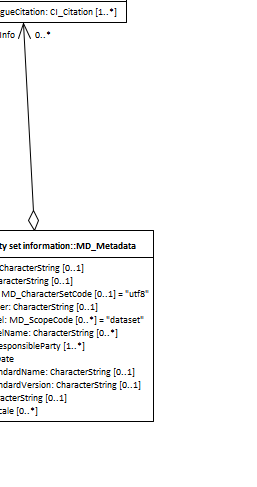 gueCitation: CI_Citation [1..*]
Info 0..*
ty set information::MD_Metadata
CharacterString [0..1]
aracterString [0..1]
MD_CharacterSetCode [0..1] = "utf8"
er: CharacterString [0..1]
el: MD_ScopeCode [0..*] = "dataset"
elName: CharacterString [0..*]
esponsibleParty [1..*]
ate
ndardName: CharacterString [0..1]
ndardVersion: CharacterString [0..1]
racterString [0..1]
cale [0..*]